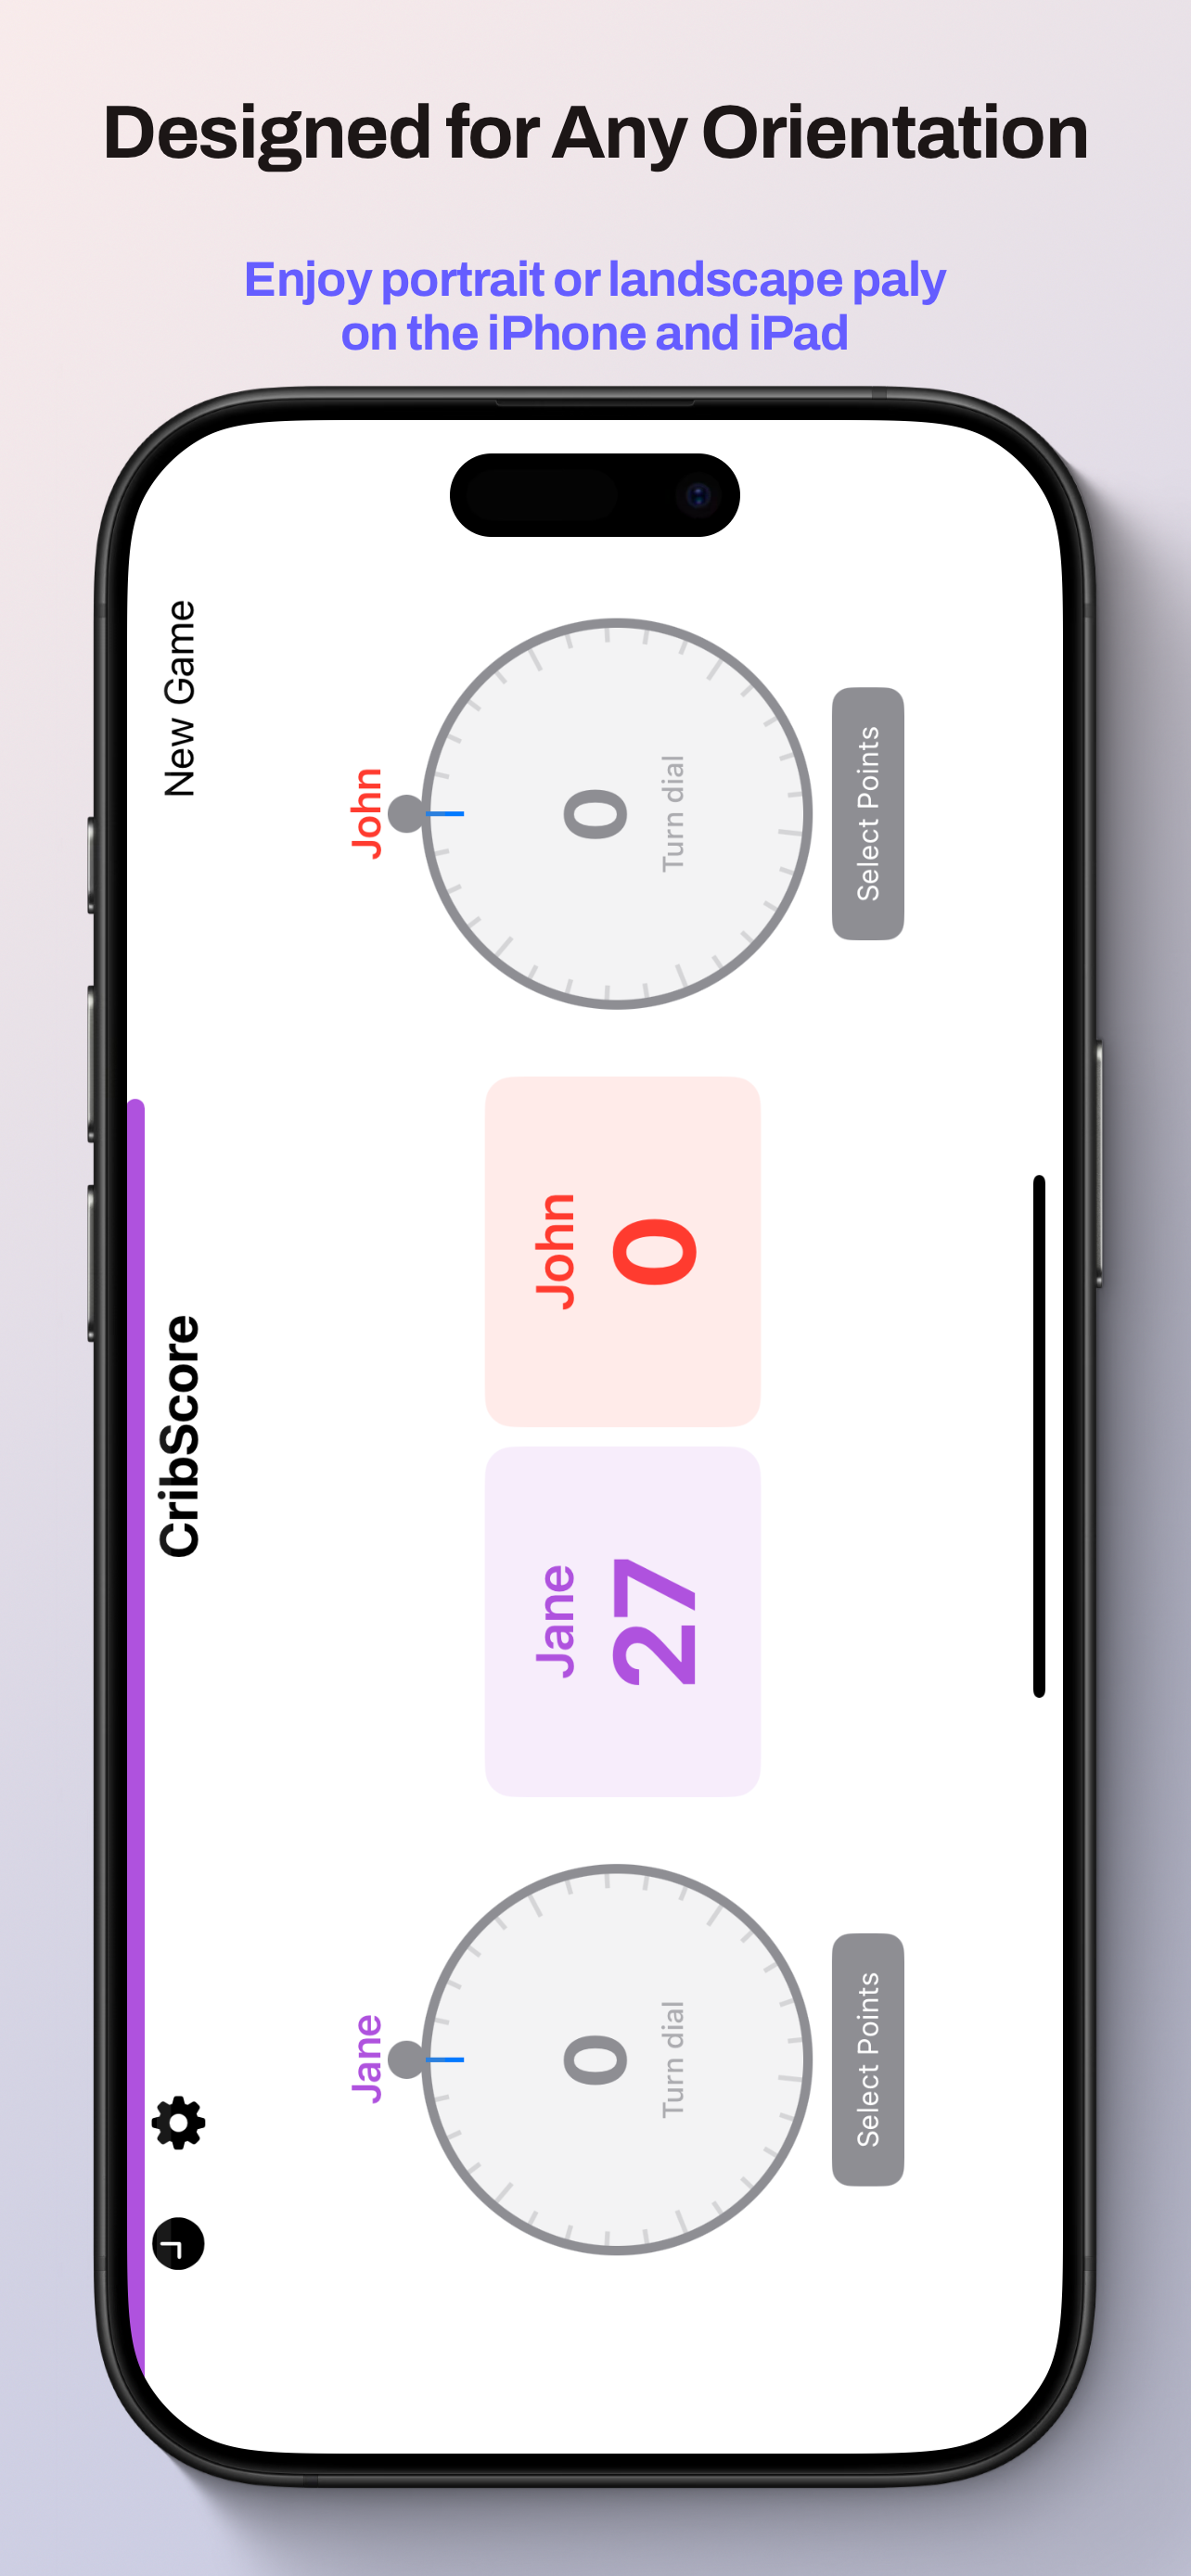 Designed for Any Orientation
Enjoy portrait or landscape paly
on the iPhone and iPad
CribScore
New Game
Jane
0
Turn dial
Select Points
Jane
27
John
0
John
0
Turn dial
Select Points